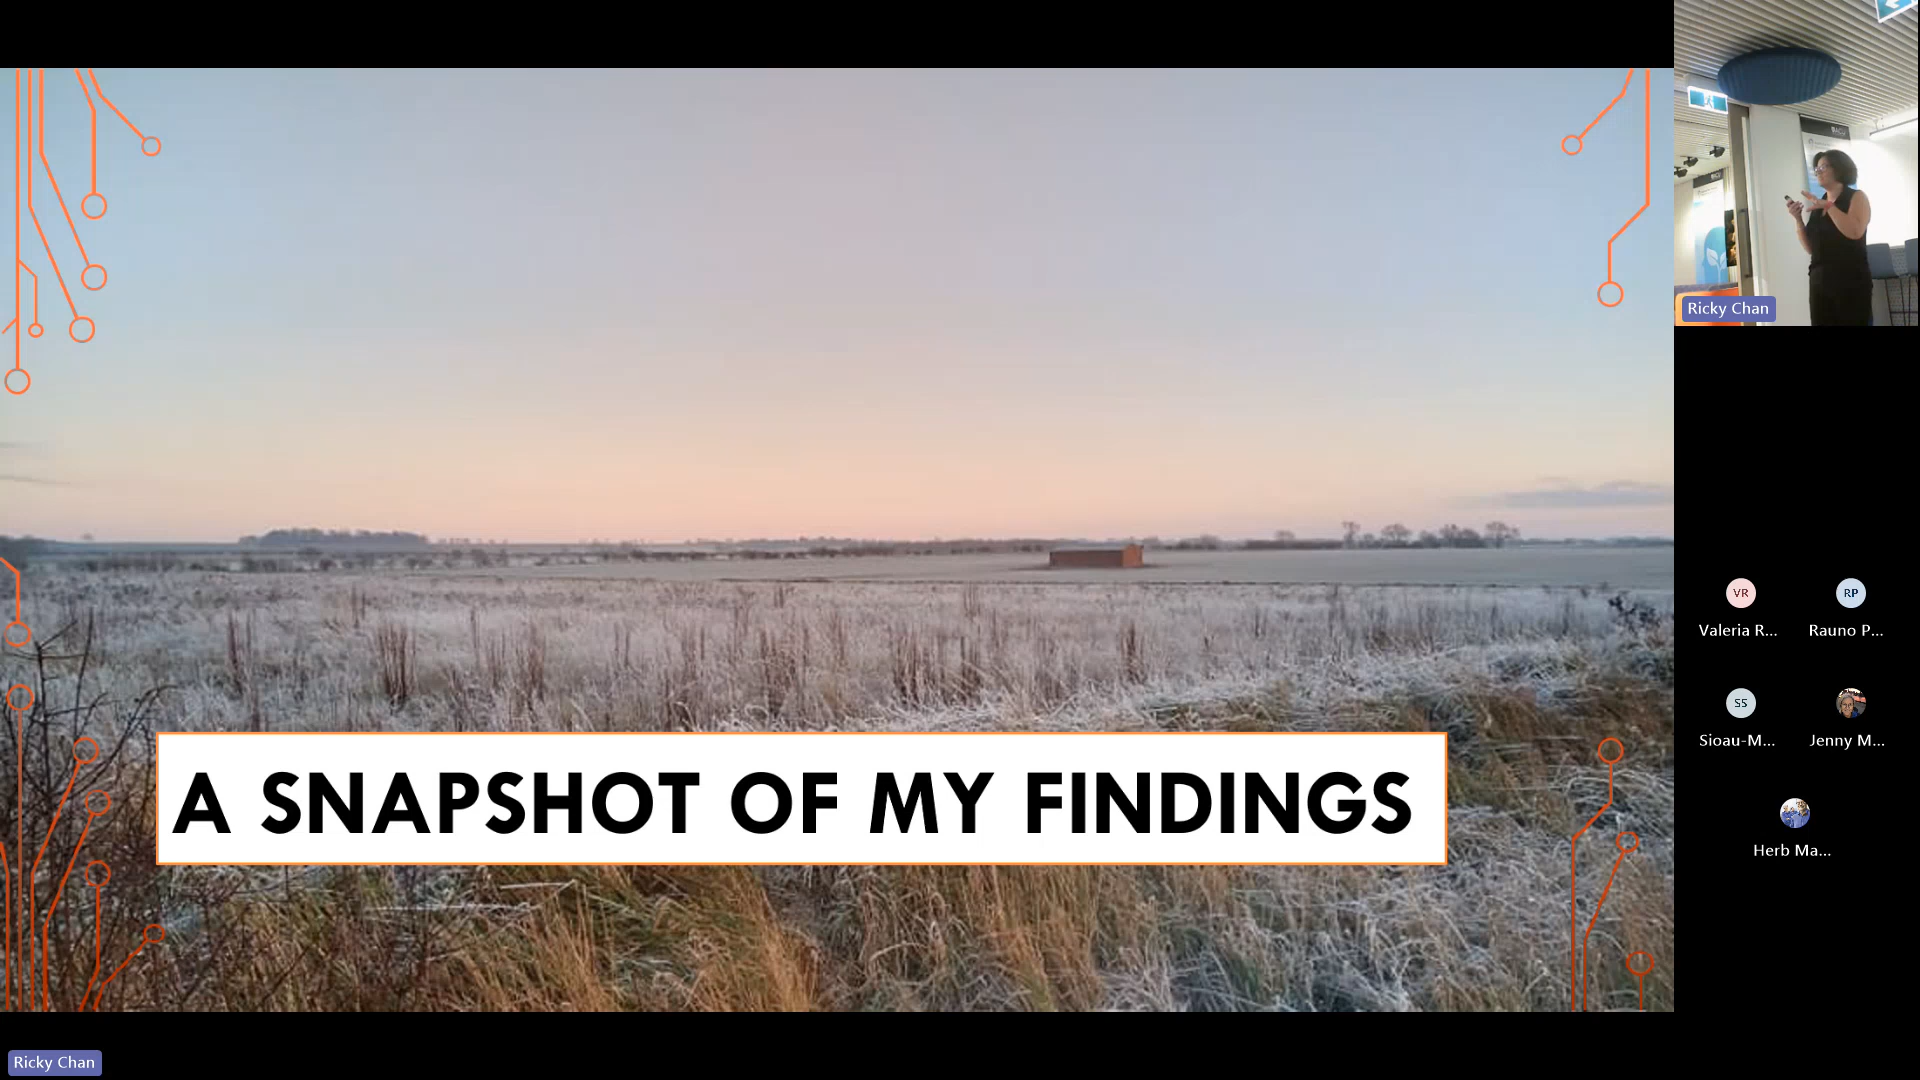 A SNAPSHOT OF MY FINDINGS
Ricky Chan
VR
RP
Valeria R...
Rauno P...
SS
Sioau-M...
Jenny M...
Herb Ma...
Ricky Chan